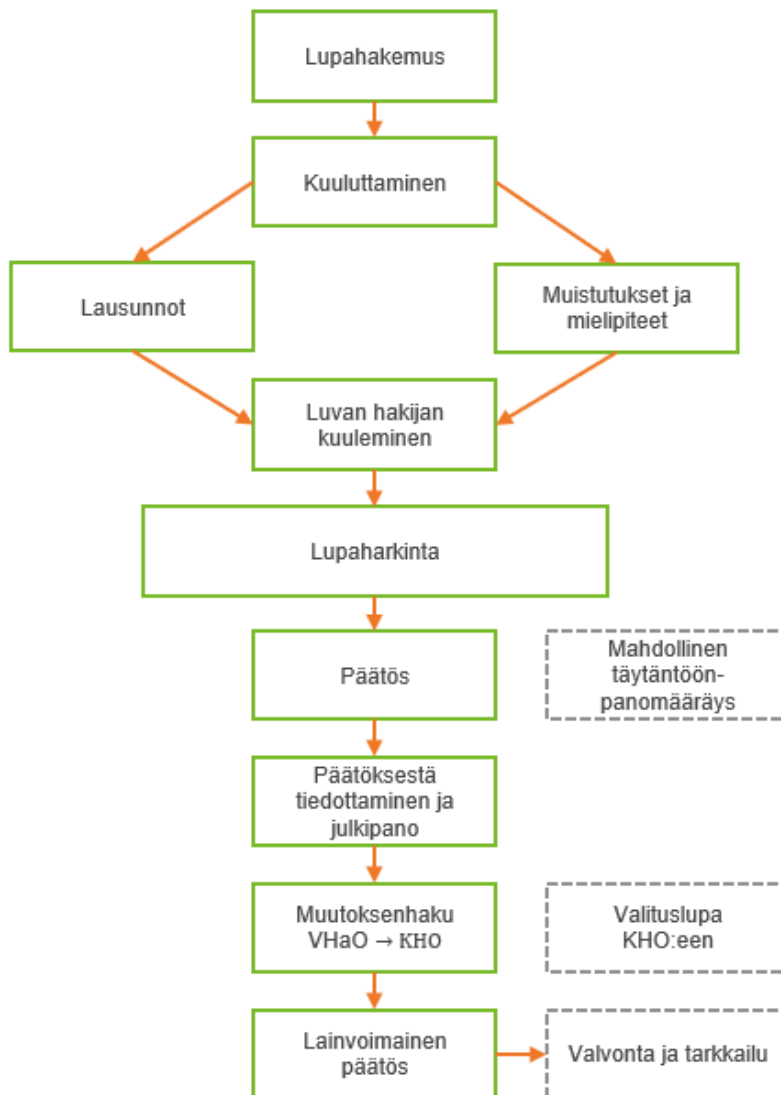 Lupahakemus
Kuuluttaminen
Lausunnot
Muistutukset ja
mielipiteet
Luvan hakijan
kuuleminen
Lupaharkinta
Päätös
Mahdollinen
täytäntöön-
panomääräys
Päätöksestä
tiedottaminen ja
julkipano
Muutoksenhaku
VHaO → KHO
Valituslupa
KHO:een
Lainvoimainen
päätös
Valvonta ja tarkkailu